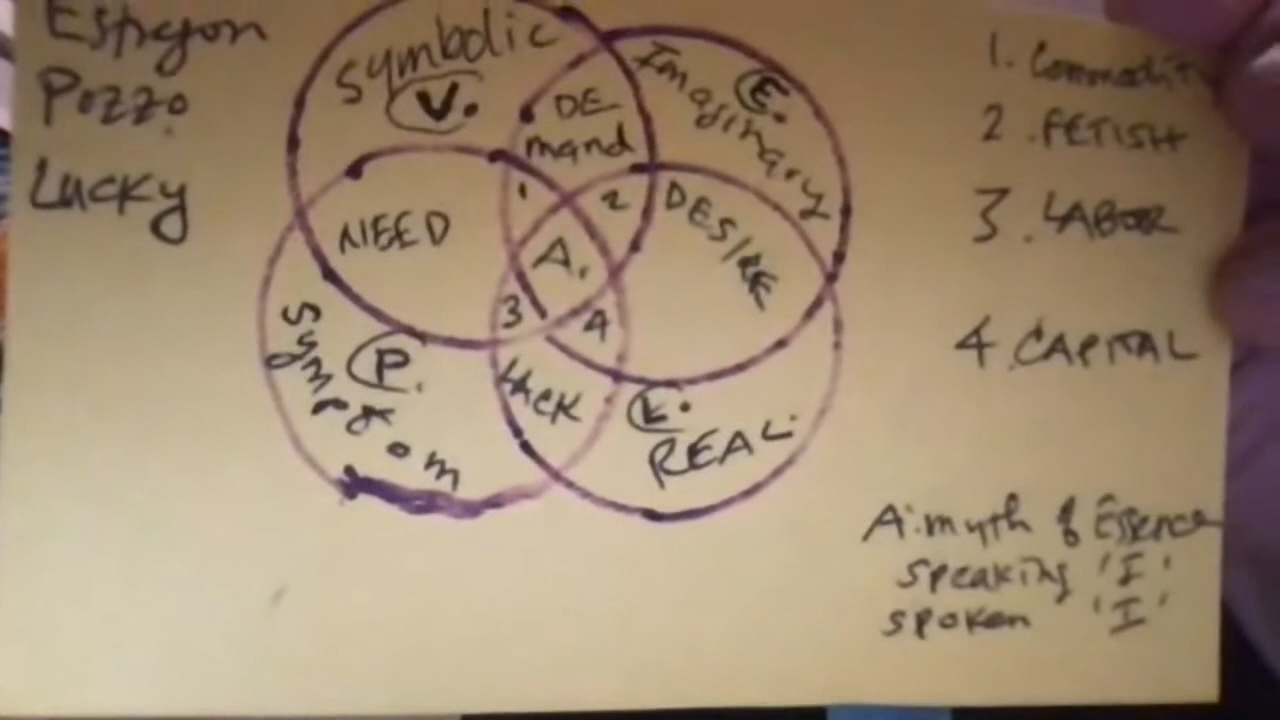 Estragon
Pozzo
Lucky
Symbolic
V.
DE
mand
Imaginary
E.
NEED
1
2
DESIRE
A.
3
4
Symptom
P.
LACK
L.
REAL
1. Commodity
2. FETISH
3. LABOR
4. CAPITAL
A: myth of Essence
speaking 'I'
spoken 'I'